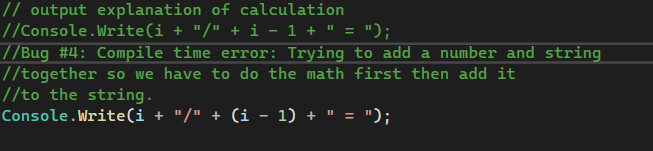 // output explanation of calculation
//Console.Write(i + "/" + i - 1 + " = ");
//Bug #4: Compile time error: Trying to add a number and string
//together so we have to do the math first then add it
//to the string.
Console.Write(i + "/" + (i - 1) + " = ");